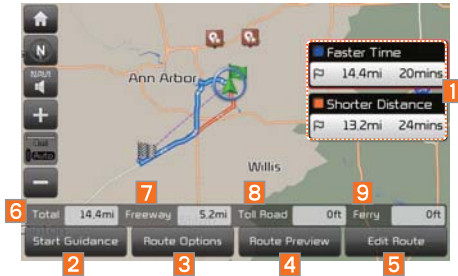 N
NAVI
Ann Arbor
Faster Time
14.4mi 20mins
1
Shorter Distance
13.2mi 24mins
Auto
Willis
7 8 9
6 Total 14.4mi Freeway 5.2mi Toll Road 0ft Ferry 0ft
Start Guidance Route Options Route Preview Edit Route
2 3 4 5